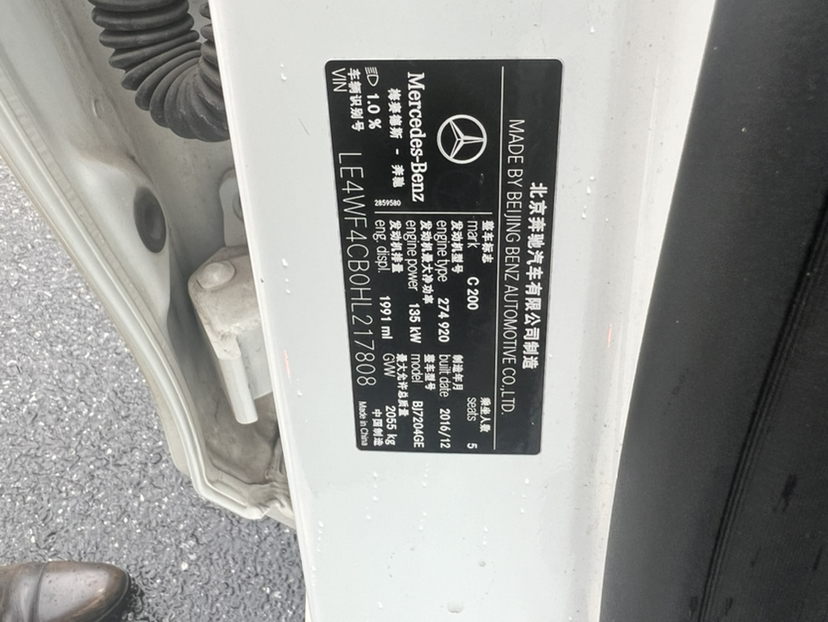 北京奔驰汽车有限公司制造
MADE BY BEIJING BENZ AUTOMOTIVE CO.,LTD.
Mercedes-Benz
梅赛德斯 - 奔驰
1.0 %
2859580
整车标志
mark C 200
乘坐人数
seats 5
发动机型号
engine type 274 920
制造年月
built date 2016/12
发动机最大净功率
engine power 135 kW
整车型号
model BJ7204GE
发动机排量
eng. displ. 1991 ml
最大允许总质量
GVW 2055 kg
车辆识别号
VIN LE4WF4CB0HL217808
中国制造
Made in China